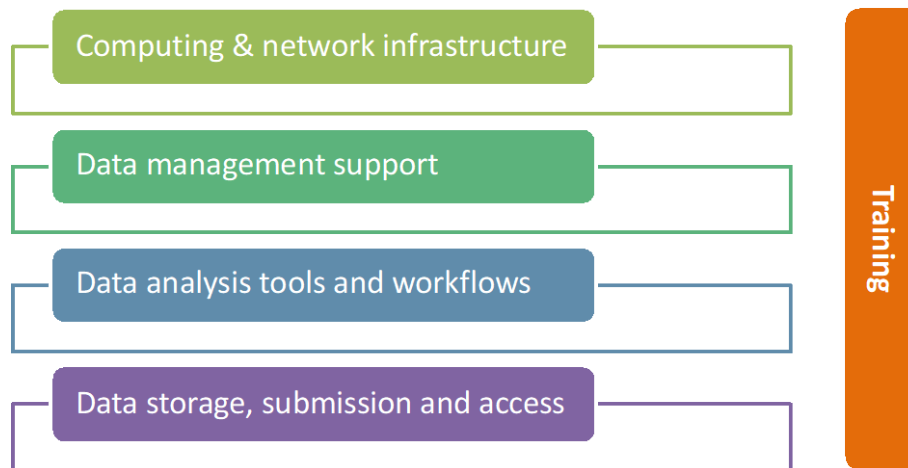 Computing & network infrastructure
Data management support
Data analysis tools and workflows
Data storage, submission and access
Training